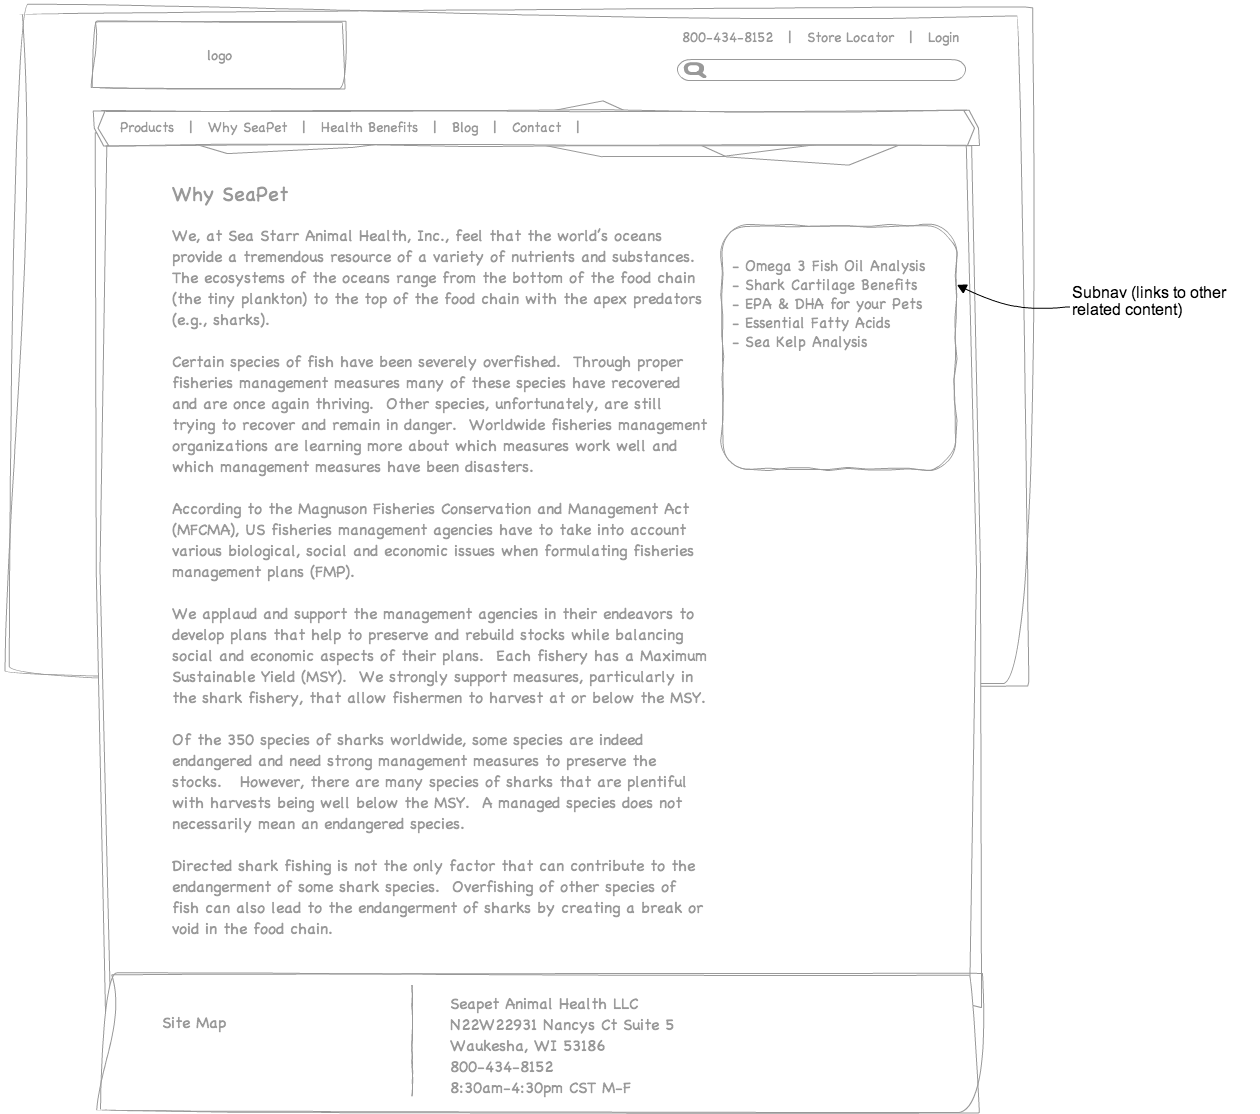 logo
800-434-8152 | Store Locator | Login
Products | Why SeaPet | Health Benefits | Blog | Contact |
Why SeaPet
We, at Sea Starr Animal Health, Inc., feel that the world's oceans
provide a tremendous resource of a variety of nutrients and substances.
The ecosystems of the oceans range from the bottom of the food chain
(the tiny plankton) to the top of the food chain with the apex predators
(e.g., sharks).
Certain species of fish have been severely overfished.  Through proper
fisheries management measures many of these species have recovered
and are once again thriving.  Other species, unfortunately, are still
trying to recover and remain in danger.  Worldwide fisheries management
organizations are learning more about which measures work well and
which management measures have been disasters.
According to the Magnuson Fisheries Conservation and Management Act
(MFCMA), US fisheries management agencies have to take into account
various biological, social and economic issues when formulating fisheries
management plans (FMP).
We applaud and support the management agencies in their endeavors to
develop plans that help to preserve and rebuild stocks while balancing
social and economic aspects of their plans.  Each fishery has a Maximum
Sustainable Yield (MSY).  We strongly support measures, particularly in
the shark fishery, that allow fishermen to harvest at or below the MSY.
Of the 350 species of sharks worldwide, some species are indeed
endangered and need strong management measures to preserve the
stocks.   However, there are many species of sharks that are plentiful
with harvests being well below the MSY.  A managed species does not
necessarily mean an endangered species.
Directed shark fishing is not the only factor that can contribute to the
endangerment of some shark species.  Overfishing of other species of
fish can also lead to the endangerment of sharks by creating a break or
void in the food chain.
- Omega 3 Fish Oil Analysis
- Shark Cartilage Benefits
- EPA & DHA for your Pets
- Essential Fatty Acids
- Sea Kelp Analysis
Subnav (links to other
related content)
Site Map
Seapet Animal Health LLC
N22W22931 Nancys Ct Suite 5
Waukesha, WI 53186
800-434-8152
8:30am-4:30pm CST M-F